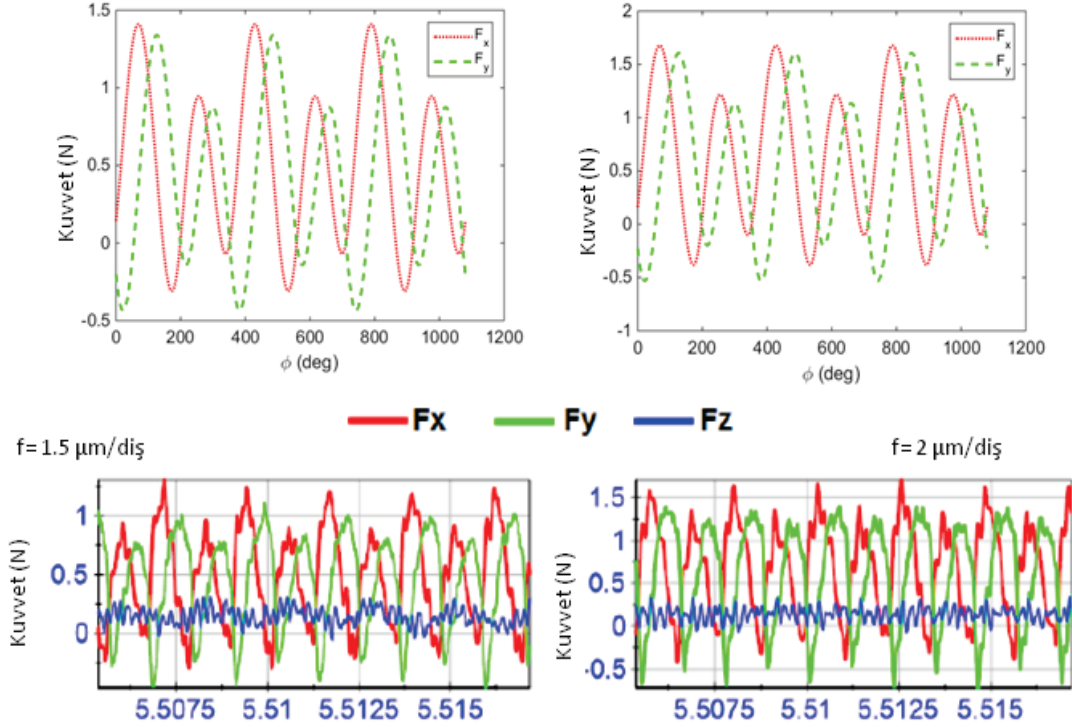 1.5
1
0.5
0
-0.5
Kuvvet (N)
0 200 400 600 800 1000 1200
ϕ (deg)
F_x
F_y
2
1.5
1
0.5
0
-0.5
-1
Kuvvet (N)
0 200 400 600 800 1000 1200
ϕ (deg)
F_x
F_y
Fx Fy Fz
f= 1.5 μm/diş
f= 2 μm/diş
1
0.5
0
Kuvvet (N)
5.5075 5.51 5.5125 5.515
1.5
1
0.5
0
-0.5
Kuvvet (N)
5.5075 5.51 5.5125 5.515